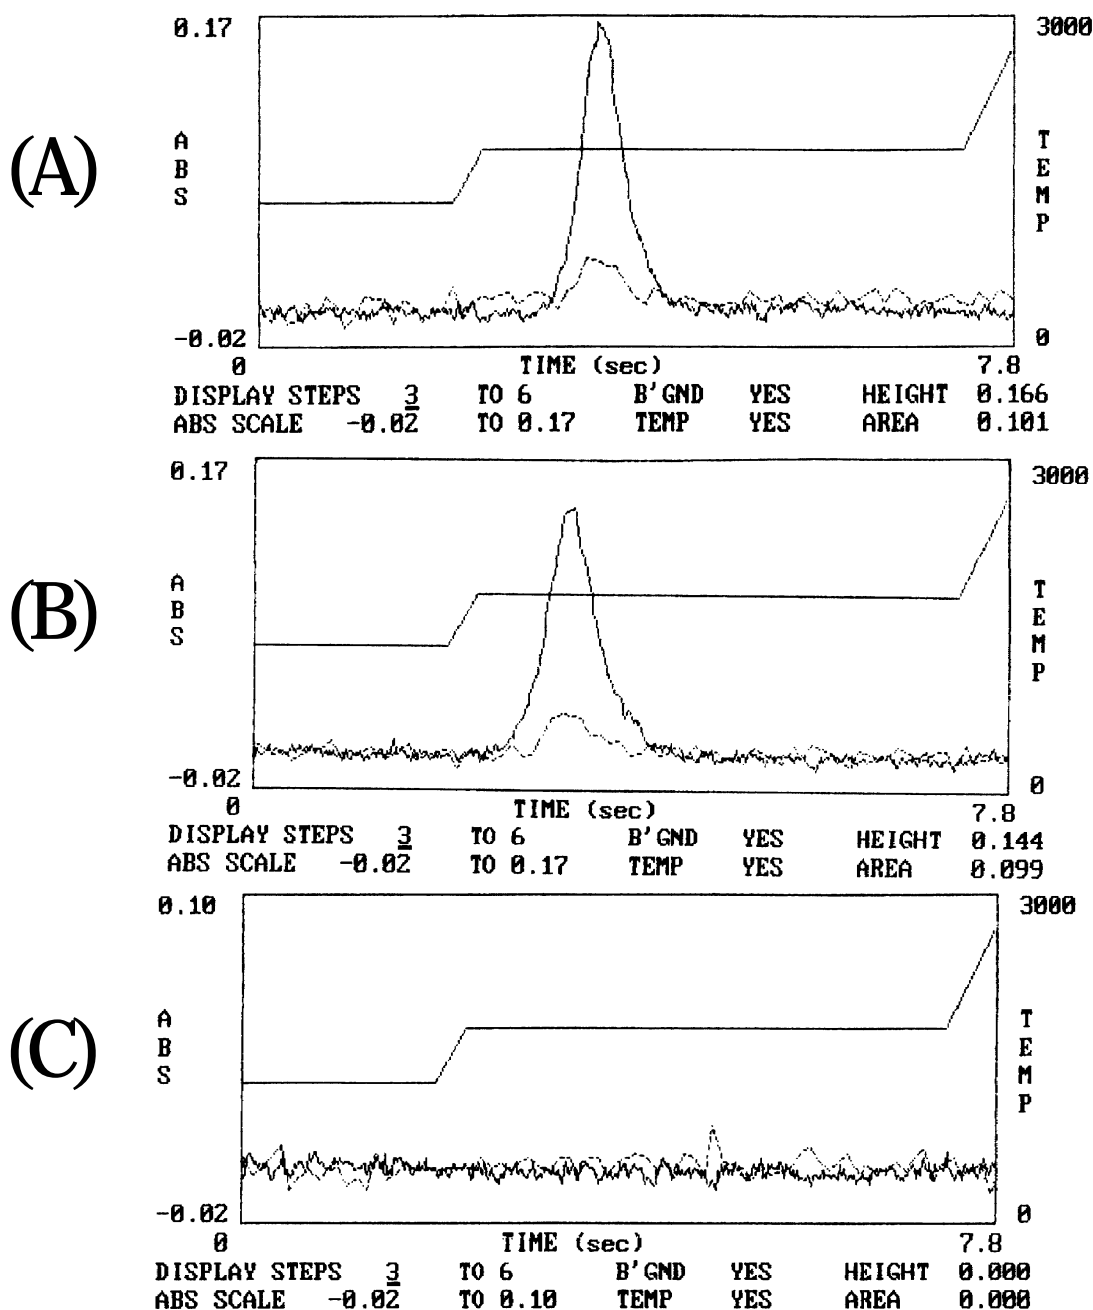 0.17 3000
(A)
A
B
S
T
E
M
P
-0.02 0
0 TIME (sec) 7.8
DISPLAY STEPS 3 TO 6 B'GND YES HEIGHT 0.166
ABS SCALE -0.02 TO 0.17 TEMP YES AREA 0.101
0.17 3000
(B)
A
B
S
T
E
M
P
-0.02 0
0 TIME (sec) 7.8
DISPLAY STEPS 3 TO 6 B'GND YES HEIGHT 0.144
ABS SCALE -0.02 TO 0.17 TEMP YES AREA 0.099
0.10 3000
(C)
A
B
S
T
E
M
P
-0.02 0
0 TIME (sec) 7.8
DISPLAY STEPS 3 TO 6 B'GND YES HEIGHT 0.000
ABS SCALE -0.02 TO 0.10 TEMP YES AREA 0.000